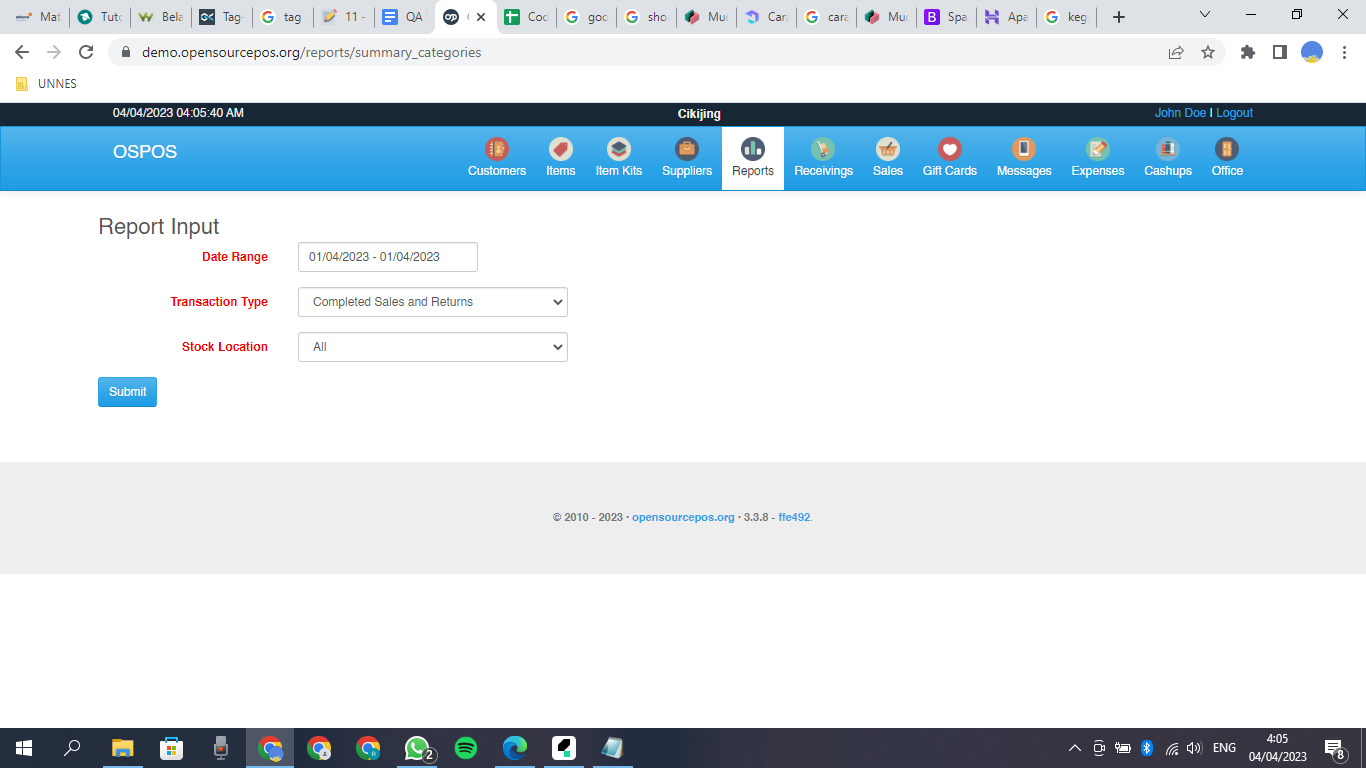 Mat
Tuto
Bela
Tag-
tag
11 -
QA
Cod
goo
sho
Muc
Cara
cara
Muc
Spa
Apa
keg
demo.opensourcepos.org/reports/summary_categories
UNNES
04/04/2023 04:05:40 AM
Cikijing
John Doe | Logout
OSPOS
Customers
Items
Item Kits
Suppliers
Reports
Receivings
Sales
Gift Cards
Messages
Expenses
Cashups
Office
Report Input
Date Range
01/04/2023 - 01/04/2023
Transaction Type
Completed Sales and Returns
Stock Location
All
Submit
© 2010 - 2023 · opensourcepos.org · 3.3.8 - ffe492.
2
ENG
4:05
04/04/2023
8